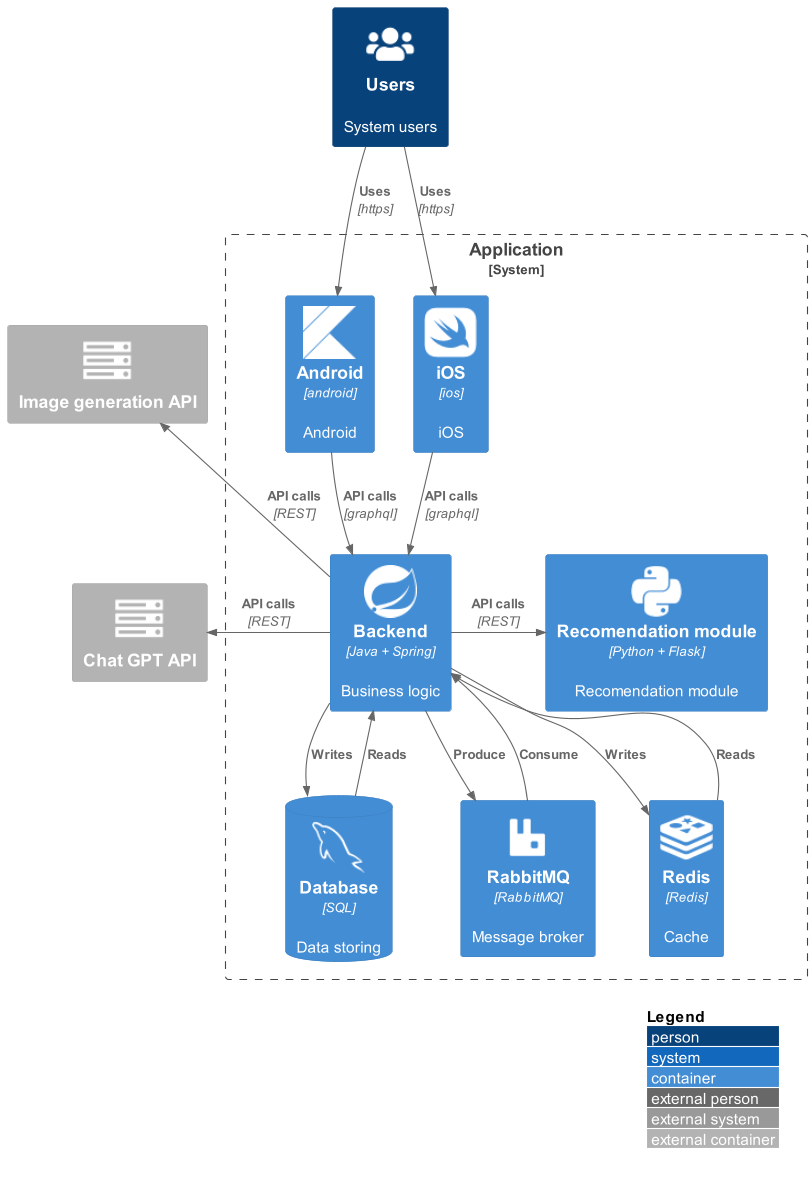 Users
System users
Uses
[https]
Uses
[https]
Application
[System]
Android
[android]
Android
iOS
[ios]
iOS
Image generation API
API calls
[REST]
API calls
[graphql]
API calls
[graphql]
Chat GPT API
API calls
[REST]
Backend
[Java + Spring]
Business logic
API calls
[REST]
Recomendation module
[Python + Flask]
Recomendation module
Writes
Reads
Produce
Consume
Writes
Reads
Database
[SQL]
Data storing
RabbitMQ
[RabbitMQ]
Message broker
Redis
[Redis]
Cache
Legend
person
system
container
external person
external system
external container